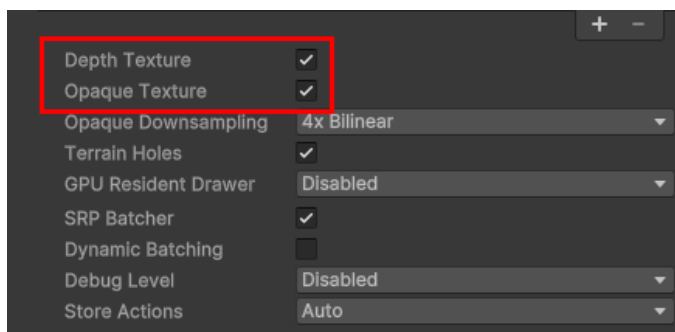 + −
Depth Texture
Opaque Texture
Opaque Downsampling 4x Bilinear
Terrain Holes
GPU Resident Drawer Disabled
SRP Batcher
Dynamic Batching
Debug Level Disabled
Store Actions Auto